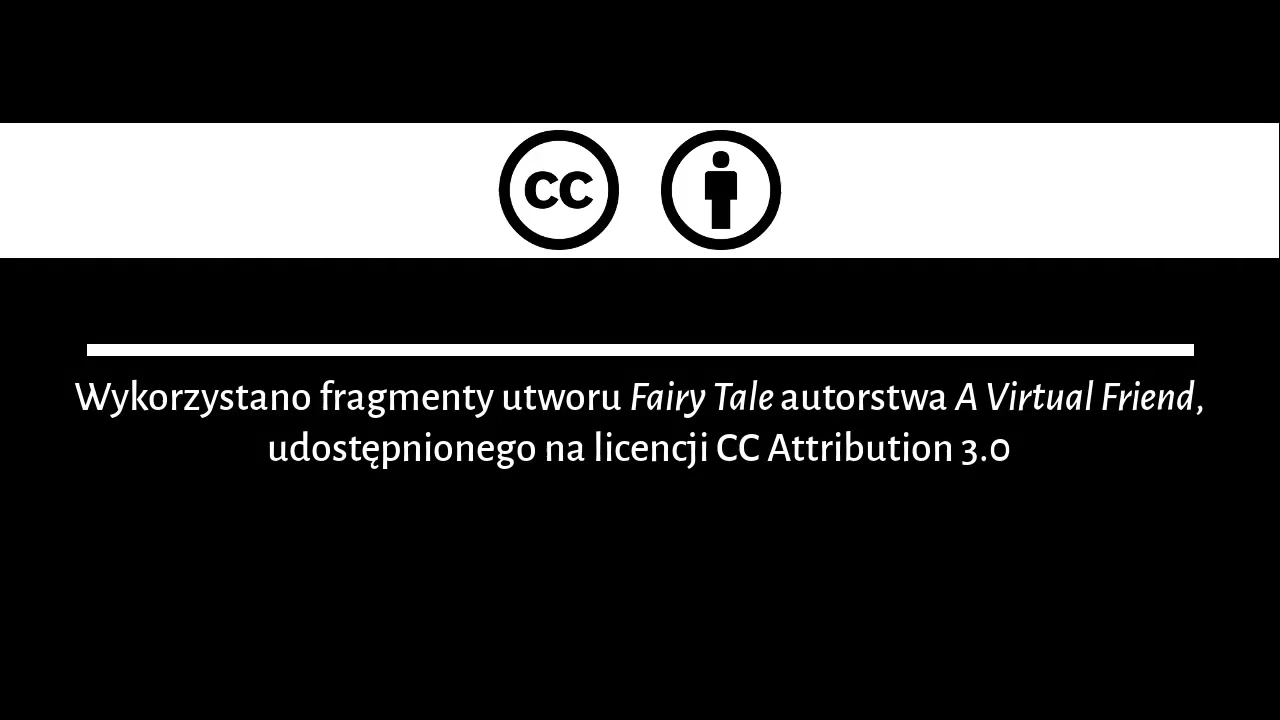 cc
Wykorzystano fragmenty utworu Fairy Tale autorstwa A Virtual Friend,
udostępnionego na licencji CC Attribution 3.0